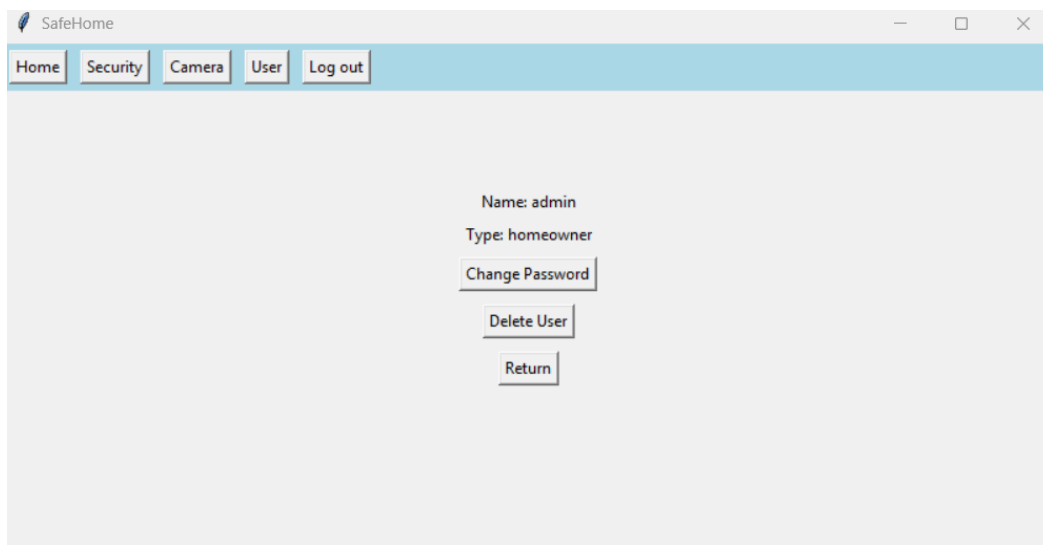 SafeHome
Home Security Camera User Log out
Name: admin
Type: homeowner
Change Password
Delete User
Return